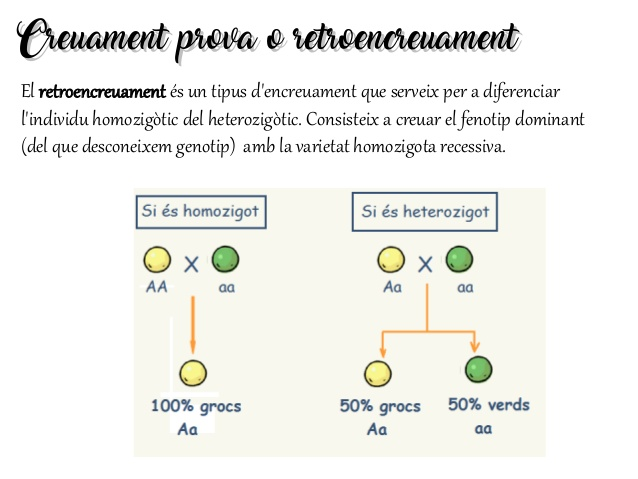 Creuament prova o retroencreuament
El retroencreuament és un tipus d'encreuament que serveix per a diferenciar
l'individu homozigòtic del heterozigòtic. Consisteix a creuar el fenotip dominant
(del que desconeixem genotip) amb la varietat homozigota recessiva.
Si és homozigot
Si és heterozigot
X
AA aa
X
Aa aa
100% grocs
Aa
50% grocs
Aa
50% verds
aa